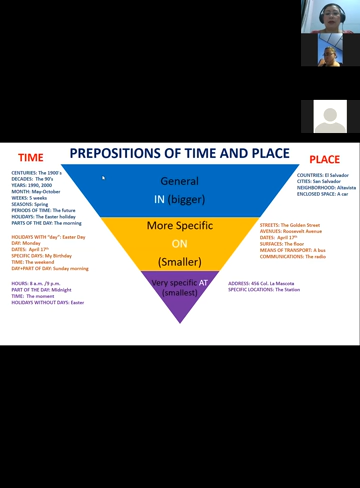 PREPOSITIONS OF TIME AND PLACE
TIME
CENTURIES: The 1900's
DECADES: The 90's
YEARS: 1990, 2000
MONTH: May-October
WEEKS: 5 weeks
SEASONS: Spring
PERIODS OF TIME: The future
HOLIDAYS: The Easter holiday
PARTS OF THE DAY: The morning
HOLIDAYS WITH "day": Easter Day
DAY: Monday
DATES: April 17th
SPECIFIC DAYS: My Birthday
TIME: The weekend
DAY+PART OF DAY: Sunday morning
HOURS: 8 a.m. /9 p.m.
PART OF THE DAY: Midnight
TIME: The moment
HOLIDAYS WITHOUT DAYS: Easter
General
IN (bigger)
More Specific
ON
(Smaller)
Very specific AT
(smallest)
PLACE
COUNTRIES: El Salvador
CITIES: San Salvador
NEIGHBORHOOD: Altavista
ENCLOSED SPACE: A car
STREETS: The Golden Street
AVENUES: Roosevelt Avenue
DATES: April 17th
SURFACES: The floor
MEANS OF TRANSPORT: A bus
COMMUNICATIONS: The radio
ADDRESS: 456 Col. La Mascota
SPECIFIC LOCATIONS: The Station